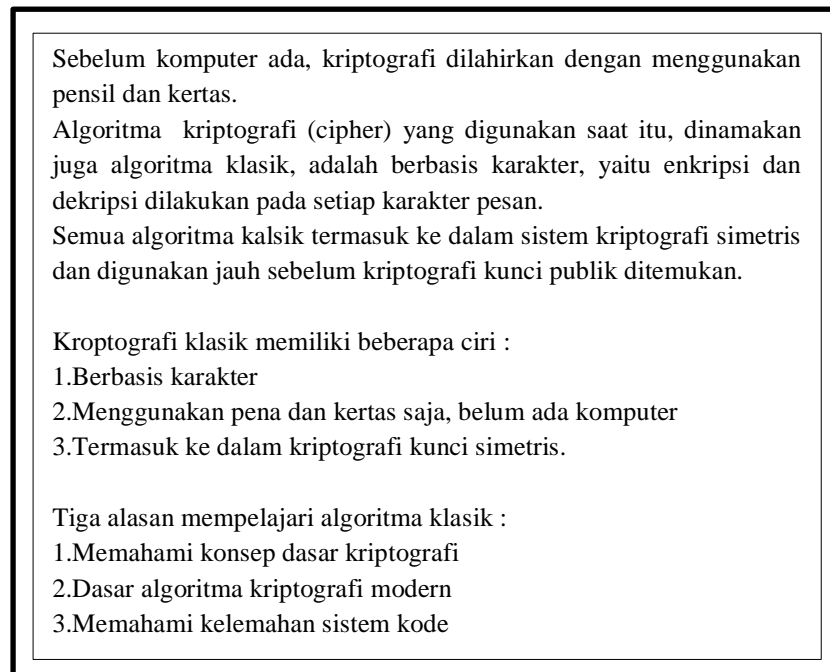 Sebelum komputer ada, kriptografi dilahirkan dengan menggunakan
pensil dan kertas.
Algoritma kriptografi (cipher) yang digunakan saat itu, dinamakan
juga algoritma klasik, adalah berbasis karakter, yaitu enkripsi dan
dekripsi dilakukan pada setiap karakter pesan.
Semua algoritma kalsik termasuk ke dalam sistem kriptografi simetris
dan digunakan jauh sebelum kriptografi kunci publik ditemukan.

Kroptografi klasik memiliki beberapa ciri :
1.Berbasis karakter
2.Menggunakan pena dan kertas saja, belum ada komputer
3.Termasuk ke dalam kriptografi kunci simetris.

Tiga alasan mempelajari algoritma klasik :
1.Memahami konsep dasar kriptografi
2.Dasar algoritma kriptografi modern
3.Memahami kelemahan sistem kode